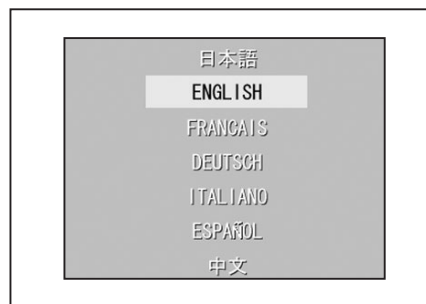 日本語
ENGLISH
FRANCAIS
DEUTSCH
ITALIANO
ESPAÑOL
中文